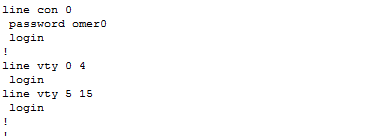 line con 0
 password omer0
 login
!
line vty 0 4
 login
line vty 5 15
 login
!
!